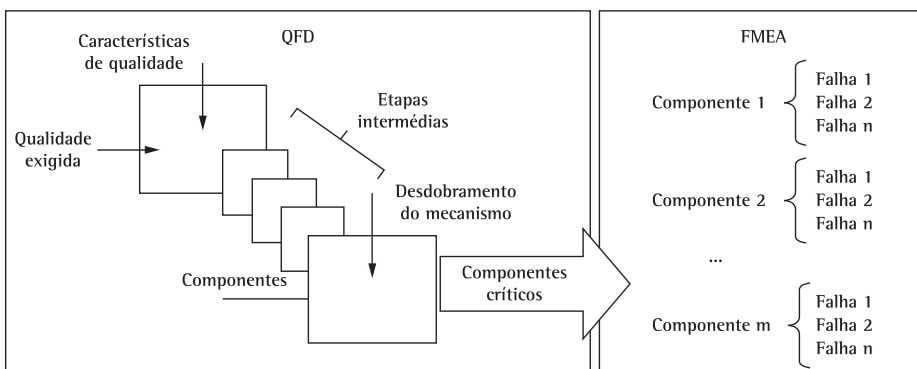 QFD
Características
de qualidade
Qualidade
exigida
Etapas
intermédias
Desdobramento
do mecanismo
Componentes
Componentes
críticos
FMEA
Componente 1
Falha 1
Falha 2
Falha n
Componente 2
Falha 1
Falha 2
Falha n
...
Componente m
Falha 1
Falha 2
Falha n